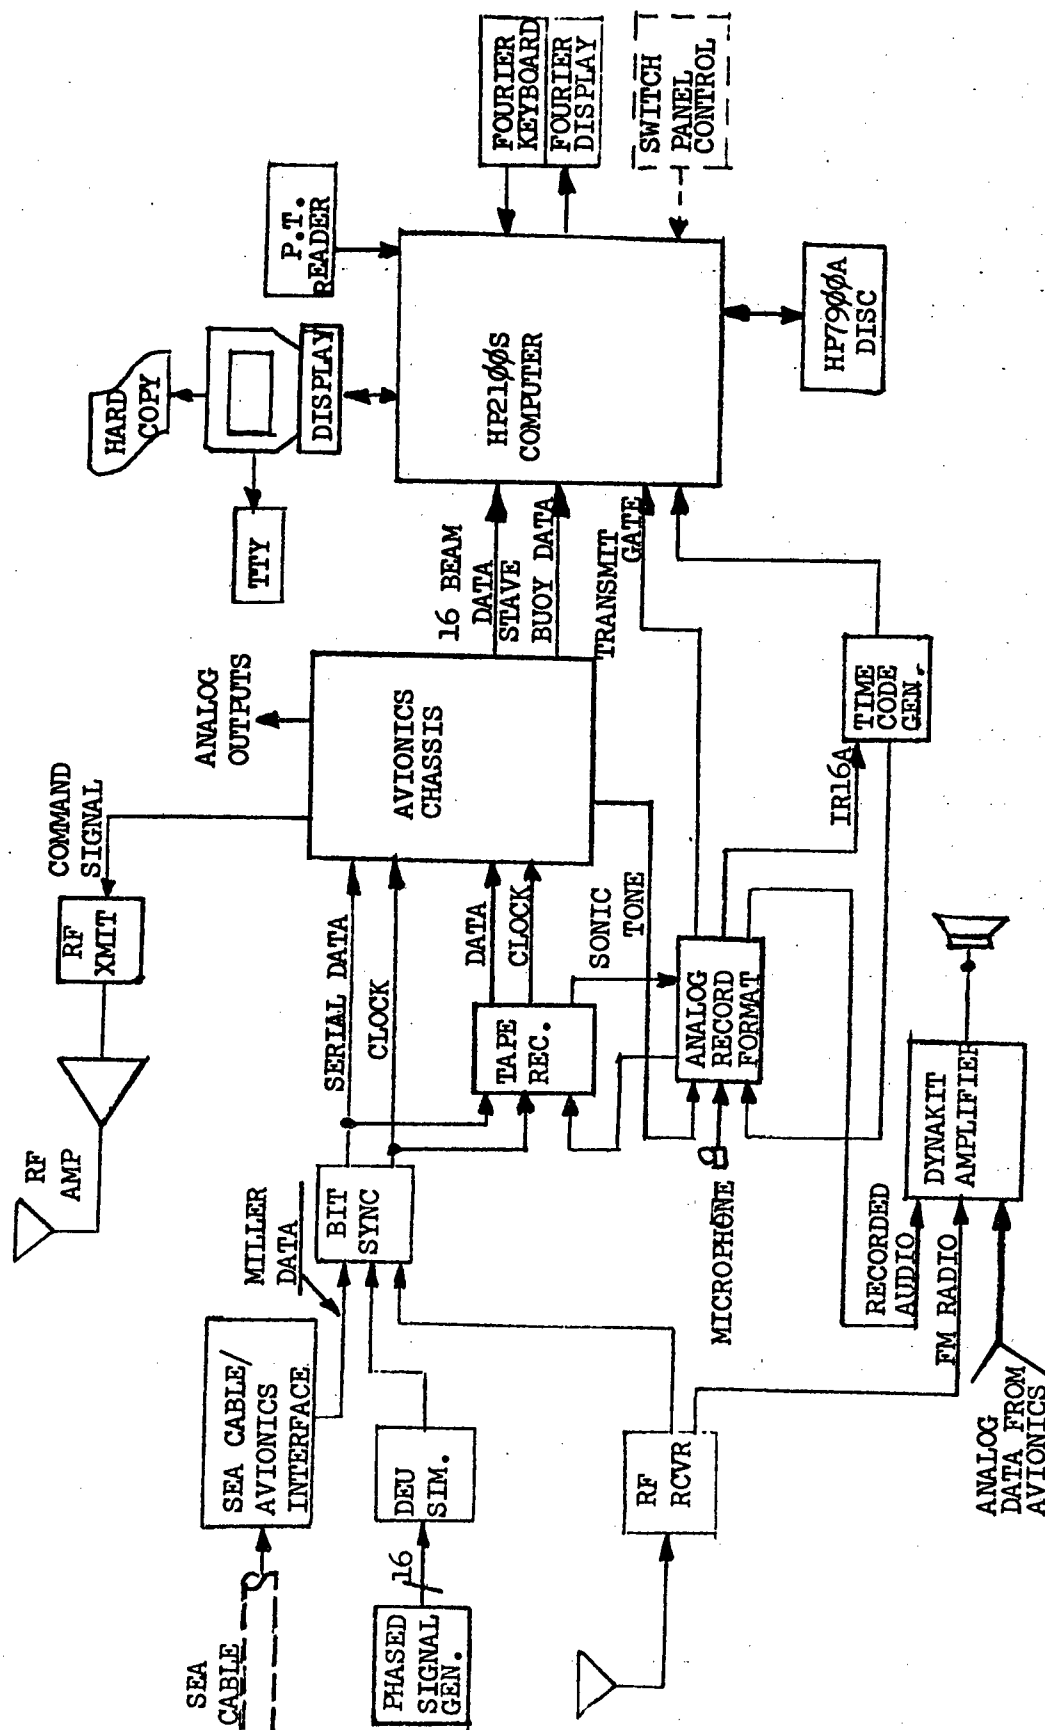 SEA
CABLE
SEA CABLE/
AVIONICS
INTERFACE
MILLER
DATA
PHASED
SIGNAL
GEN.
16
DEU
SIM.
BIT
SYNC
RF
AMP
RF
XMIT
COMMAND
SIGNAL
SERIAL DATA
CLOCK
TAPE
REC.
DATA
CLOCK
SONIC
TONE
AVIONICS
CHASSIS
ANALOG
OUTPUTS
16 BEAM
DATA
STAVE
BUOY DATA
TRANSMIT
GATE
TTY
HARD
COPY
DISPLAY
P.T.
READER
HP21ØØS
COMPUTER
FOURIER
KEYBOARD
FOURIER
DISPLAY
SWITCH
PANEL
CONTROL
HP79ØØA
DISC
RF
RCVR
MICROPHONE
ANALOG
RECORD
FORMAT
IR16A
TIME
CODE
GEN.
RECORDED
AUDIO
FM RADIO
ANALOG
DATA FROM
AVIONICS
DYNAKIT
AMPLIFIER